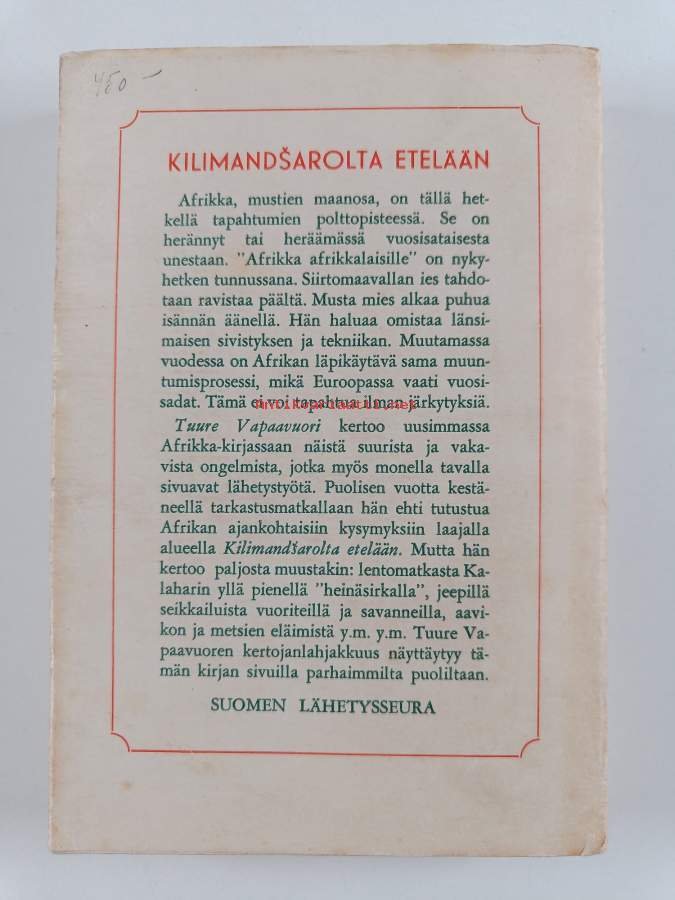 450 –
KILIMANDŠAROLTA ETELÄÄN
Afrikka, mustien maanosa, on tällä het-
kellä tapahtumien polttopisteessä. Se on
herännyt tai heräämässä vuosisataisesta
unestaan. "Afrikka afrikkalaisille" on nyky-
hetken tunnussana. Siirtomaavallan ies tahdo-
taan ravistaa päältä. Musta mies alkaa puhua
isännän äänellä. Hän haluaa omistaa länsi-
maisen sivistyksen ja tekniikan. Muutamassa
vuodessa on Afrikan läpikäytävä sama muun-
tumisprosessi, mikä Euroopassa vaati vuosi-
sadat. Tämä ei voi tapahtua ilman järkytyksiä.
antikvariaatti.net
Tuure Vapaavuori kertoo uusimmassa
Afrikka-kirjassaan näistä suurista ja vaka-
vista ongelmista, jotka myös monella tavalla
sivuavat lähetystyötä. Puolisen vuotta kestä-
neellä tarkastusmatkallaan hän ehti tutustua
Afrikan ajankohtaisiin kysymyksiin laajalla
alueella Kilimandšarolta etelään. Mutta hän
kertoo paljosta muustakin: lentomatkasta Ka-
laharin yllä pienellä "heinäsirkalla", jeepillä
seikkailuista vuoriteillä ja savanneilla, aavi-
kon ja metsien eläimistä y.m. y.m. Tuure Va-
paavuoren kertojanlahjakkuus näyttäytyy tä-
män kirjan sivuilla parhaimmilta puoliltaan.
SUOMEN LÄHETYSSEURA